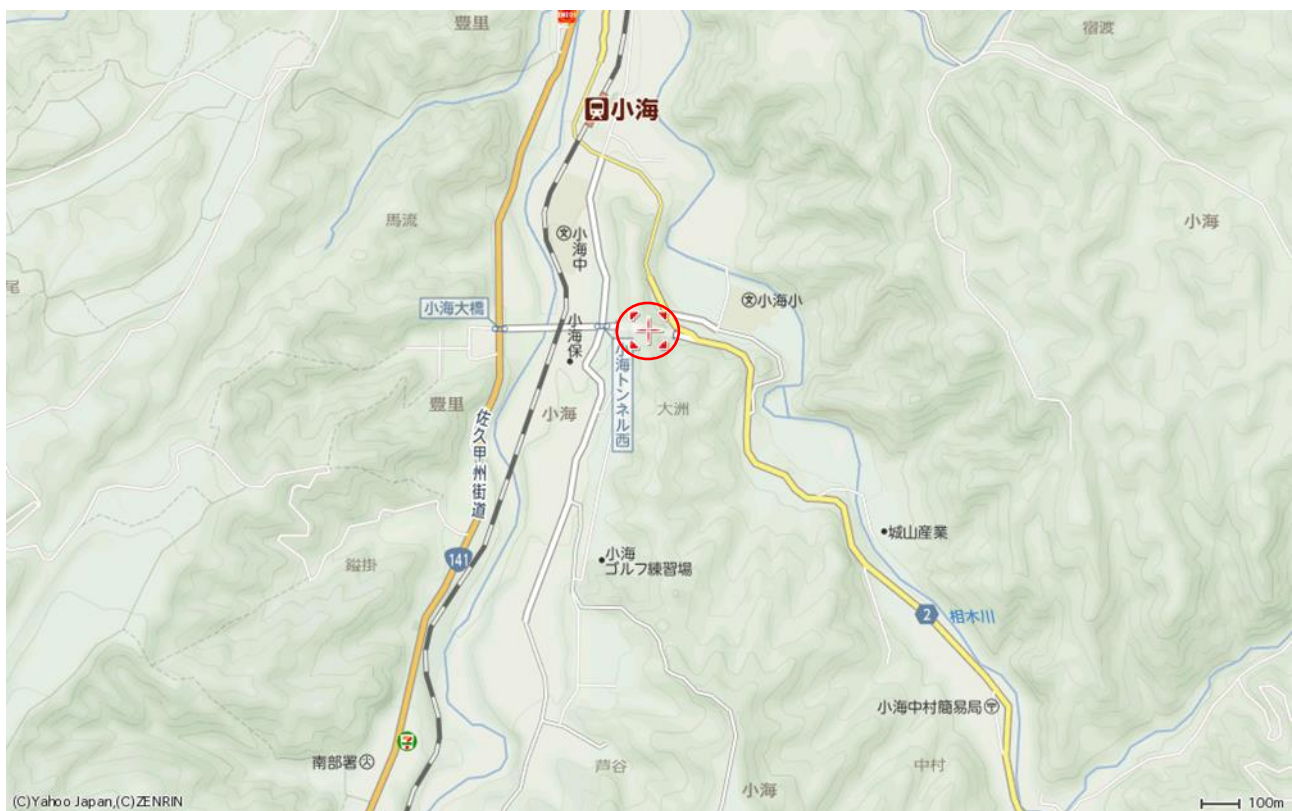 豊里
宿渡
小海
馬流
小海
小海中
小海小
尾
小海大橋
小海保
小海トンネル西
豊里
小海
大洲
佐久甲州街道
141
城山産業
小海
ゴルフ練習場
鎰掛
2
相木川
小海中村簡易局
南部署
芦谷
中村
小海
(C)Yahoo Japan,(C)ZENRIN
100m